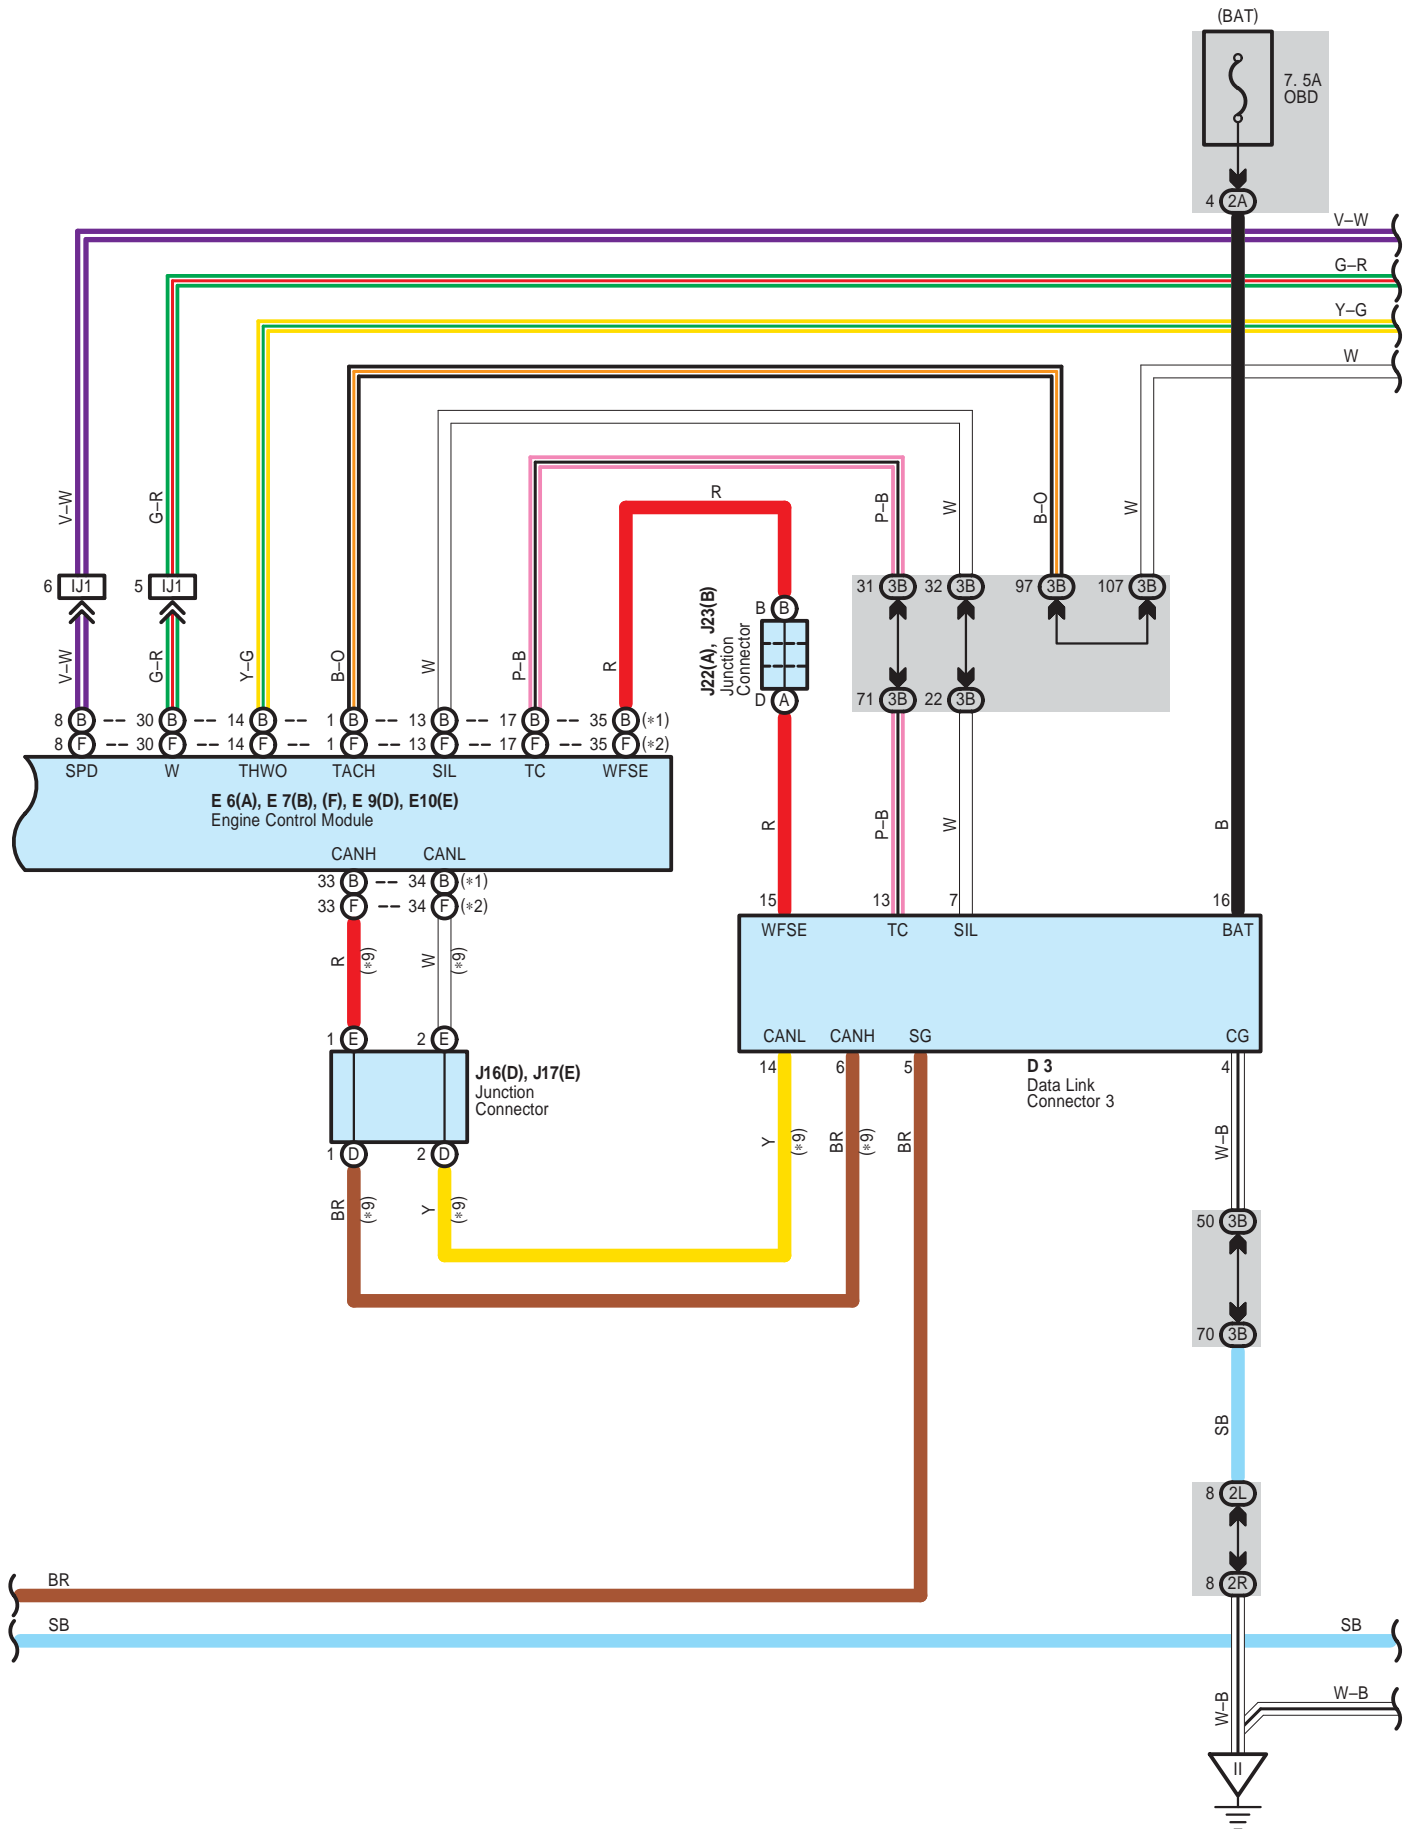 (BAT)
7. 5A
OBD
4 2A
V–W
G–R
Y–G
W
R
V–W
G–R
P–B
W
B–O
W
6 IJ1
5 IJ1
31 3B 32 3B 97 3B 107 3B
B B
J22(A), J23(B)
Junction
Connector
D A
71 3B 22 3B
V–W
G–R
Y–G
B–O
W
P–B
R
8 B 30 B 14 B 1 B 13 B 17 B 35 B (*1)
8 F 30 F 14 F 1 F 13 F 17 F 35 F (*2)
SPD W THWO TACH SIL TC WFSE
E 6(A), E 7(B), (F), E 9(D), E10(E)
Engine Control Module
CANH CANL
R
P–B
W
B
33 B 34 B (*1)
33 F 34 F (*2)
15 13 7 16
WFSE TC SIL BAT
R (*9)
W (*9)
1 E 2 E
CANL CANH SG CG
14 6 5 4
D 3
Data Link
Connector 3
J16(D), J17(E)
Junction
Connector
1 D 2 D
Y (*9)
BR (*9)
BR
W–B
BR (*9)
Y (*9)
50 3B
70 3B
SB
8 2L
8 2R
BR
SB
SB
W–B
W–B
II